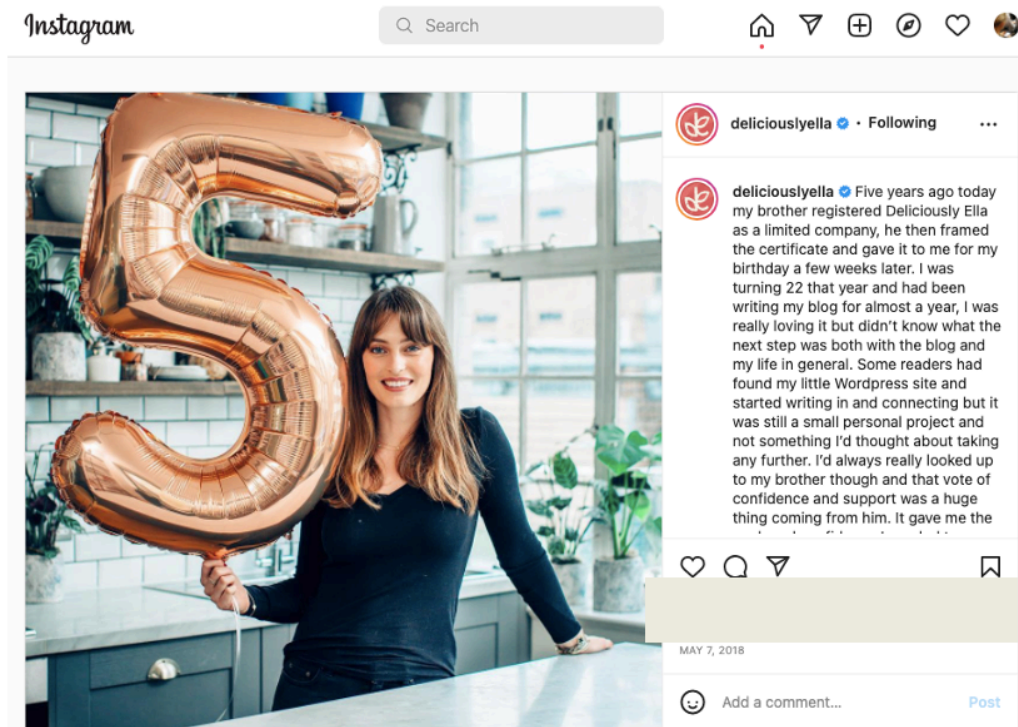 Instagram
Search
deliciouslyella • Following
deliciouslyella Five years ago today
my brother registered Deliciously Ella
as a limited company, he then framed
the certificate and gave it to me for my
birthday a few weeks later. I was
turning 22 that year and had been
writing my blog for almost a year, I was
really loving it but didn't know what the
next step was both with the blog and
my life in general. Some readers had
found my little Wordpress site and
started writing in and connecting but it
was still a small personal project and
not something I'd thought about taking
any further. I'd always really looked up
to my brother though and that vote of
confidence and support was a huge
thing coming from him. It gave me the
MAY 7, 2018
Add a comment...
Post